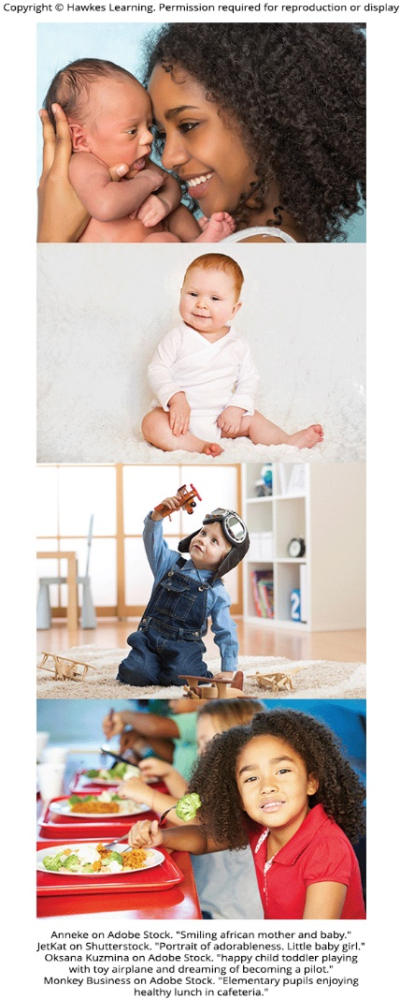 Copyright © Hawkes Learning. Permission required for reproduction or display
Anneke on Adobe Stock. "Smiling african mother and baby."
JetKat on Shutterstock. "Portrait of adorableness. Little baby girl."
Oksana Kuzmina on Adobe Stock. "happy child toddler playing
with toy airplane and dreaming of becoming a pilot."
Monkey Business on Adobe Stock. "Elementary pupils enjoying
healthy lunch in cafeteria."